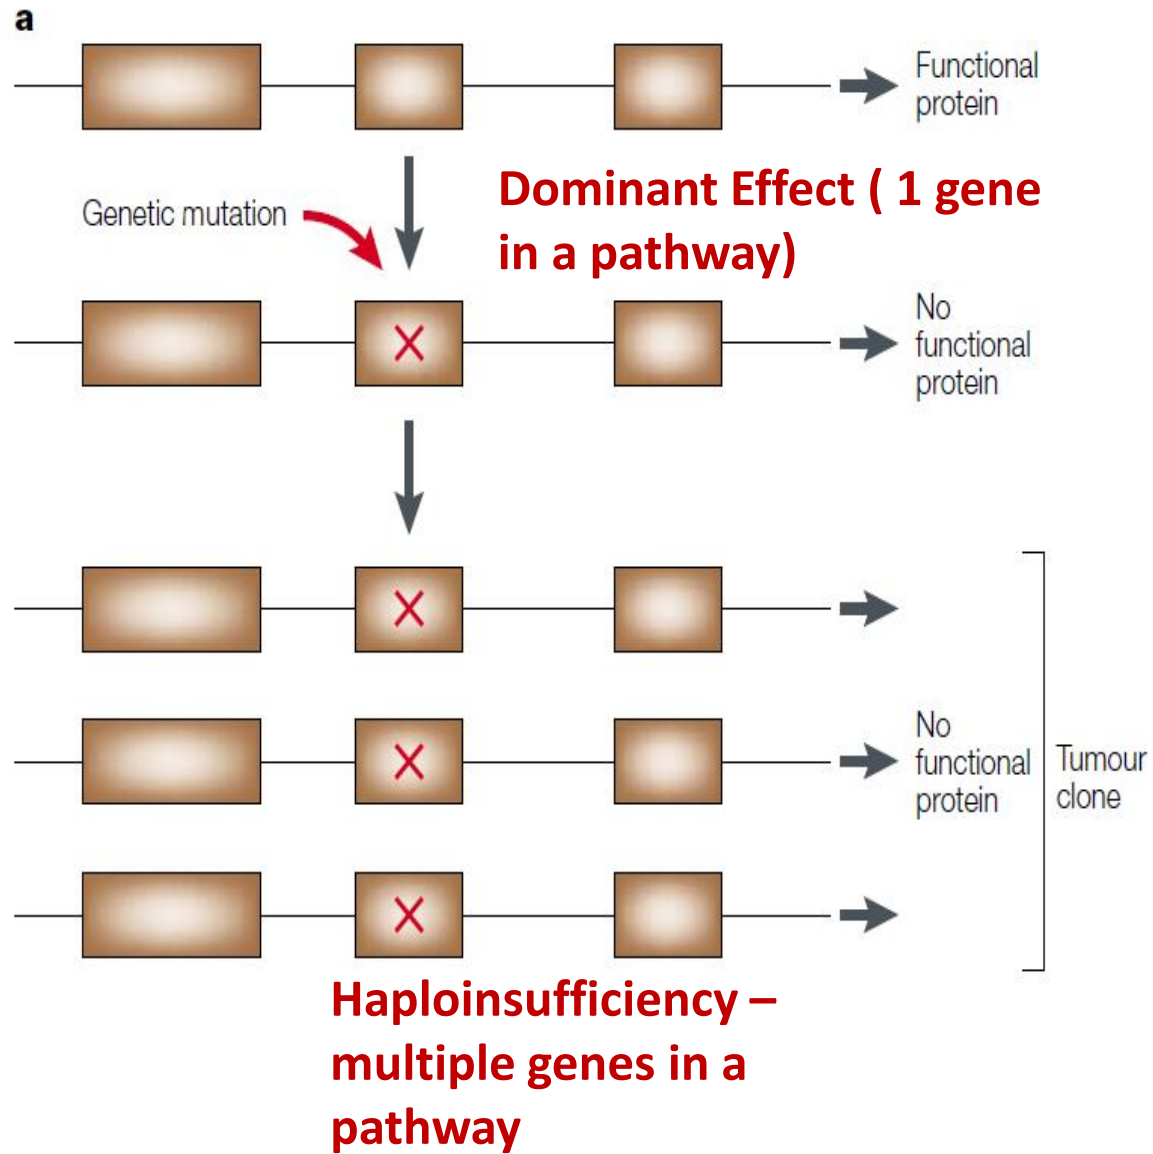 a
Functional
protein
Dominant Effect ( 1 gene
in a pathway)
Genetic mutation
No
functional
protein
No
functional
protein
Tumour
clone
Haploinsufficiency –
multiple genes in a
pathway